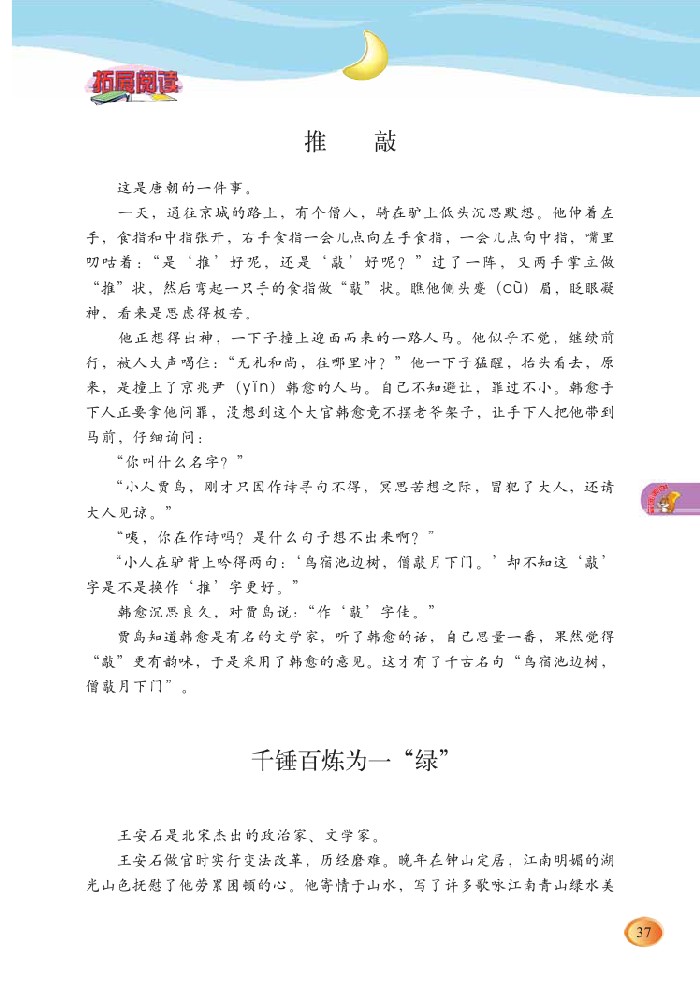 拓展阅读
推 敲
这是唐朝的一件事。
一天，通往京城的路上，有个僧人，骑在驴上低头沉思默想。他伸着左
手，食指和中指张开，右手食指一会儿点向左手食指，一会儿点向中指，嘴里
叨咕着：“是‘推’好呢，还是‘敲’好呢？”过了一阵，又两手掌立做
“推”状，然后弯起一只手的食指做“敲”状。瞧他侧头蹙（cù）眉，眨眼凝
神，看来是思虑得极苦。
他正想得出神，一下子撞上迎面而来的一路人马。他似乎不觉，继续前
行，被人大声喝住：“无礼和尚，往哪里冲？”他一下子猛醒，抬头看去，原
来，是撞上了京兆尹（yǐn）韩愈的人马。自己不知避让，罪过不小。韩愈手
下人正要拿他问罪，没想到这个大官韩愈竟不摆老爷架子，让手下人把他带到
马前，仔细询问：
“你叫什么名字？”
“小人贾岛，刚才只因作诗寻句不得，冥思苦想之际，冒犯了大人，还请
大人见谅。”
“咦，你在作诗吗？是什么句子想不出来啊？”
“小人在驴背上吟得两句：‘鸟宿池边树，僧敲月下门。’却不知这‘敲’
字是不是换作‘推’字更好。”
韩愈沉思良久，对贾岛说：“作‘敲’字佳。”
贾岛知道韩愈是有名的文学家，听了韩愈的话，自己思量一番，果然觉得
“敲”更有韵味，于是采用了韩愈的意见。这才有了千古名句“鸟宿池边树，
僧敲月下门”。
千锤百炼为一“绿”
王安石是北宋杰出的政治家、文学家。
王安石做官时实行变法改革，历经磨难。晚年在钟山定居，江南明媚的湖
光山色抚慰了他劳累困顿的心。他寄情于山水，写了许多歌咏江南青山绿水美
37